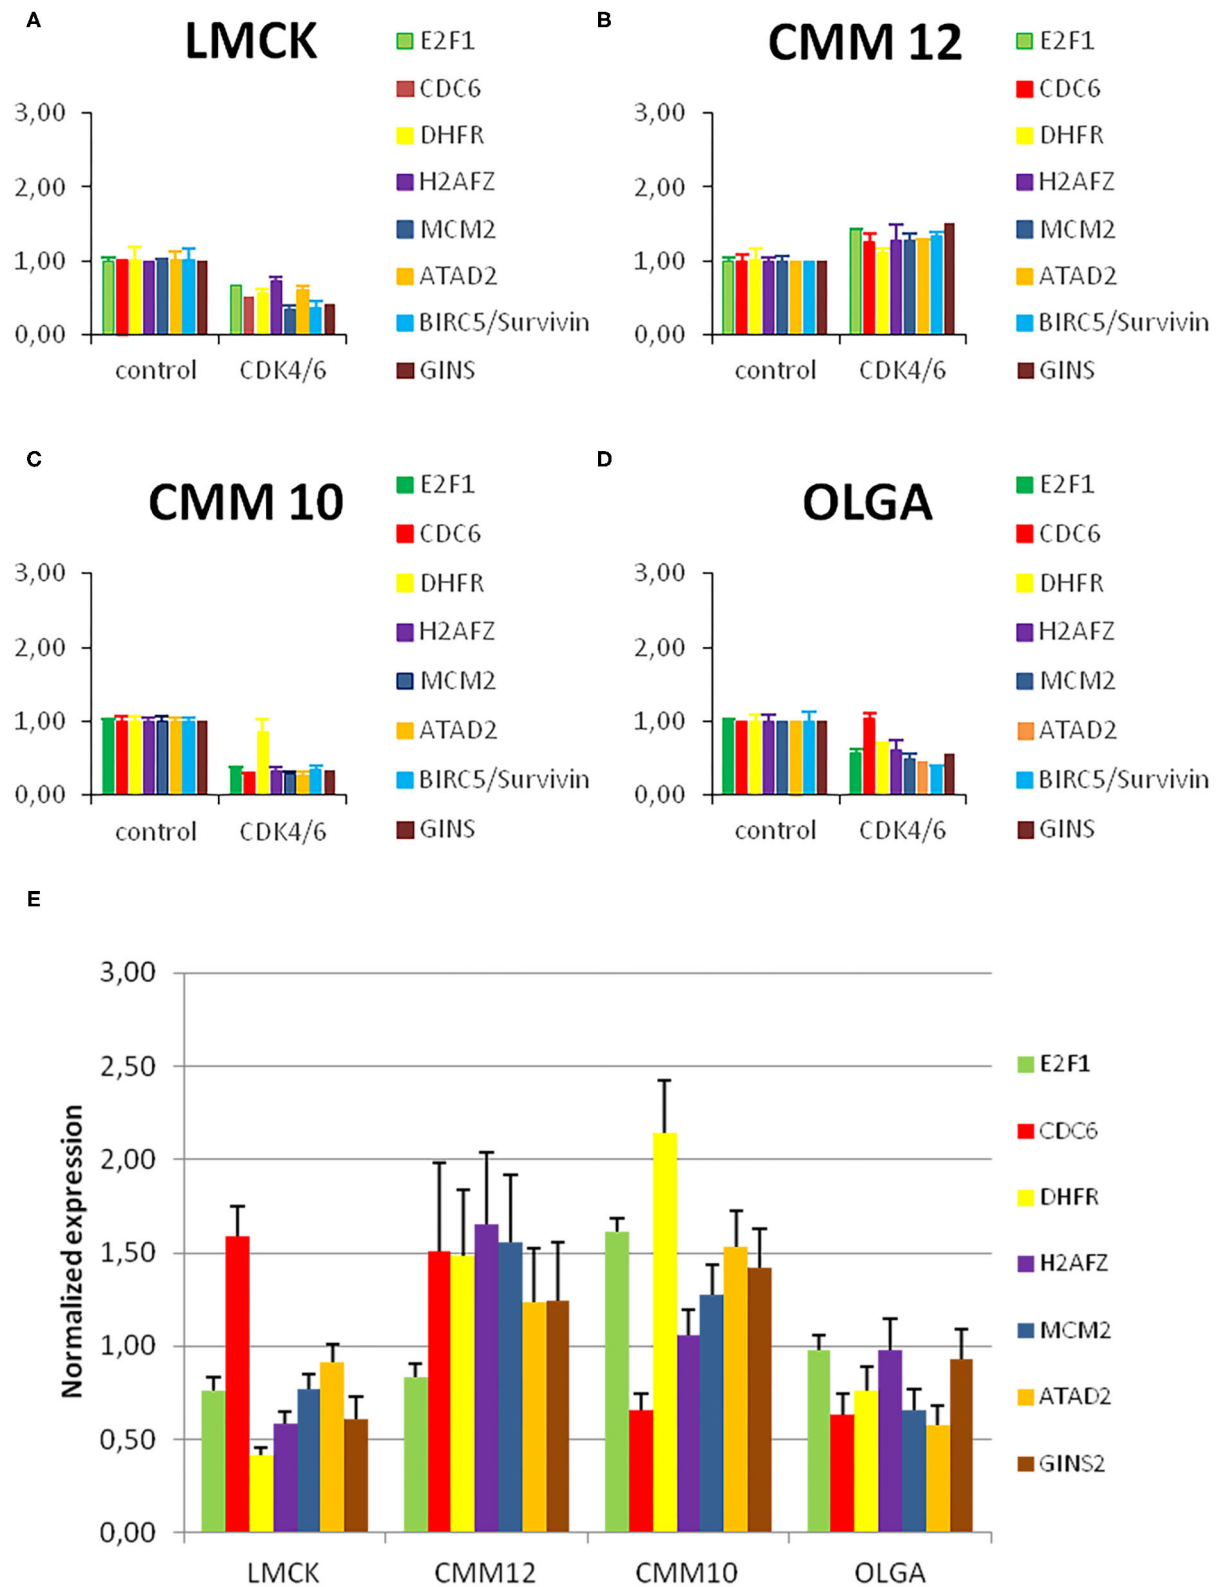 A
LMCK
3,00
2,00
1,00
0,00
control CDK4/6
E2F1
CDC6
DHFR
H2AFZ
MCM2
ATAD2
BIRC5/Survivin
GINS
B
CMM 12
3,00
2,00
1,00
0,00
control CDK4/6
E2F1
CDC6
DHFR
H2AFZ
MCM2
ATAD2
BIRC5/Survivin
GINS
C
CMM 10
3,00
2,00
1,00
0,00
control CDK4/6
E2F1
CDC6
DHFR
H2AFZ
MCM2
ATAD2
BIRC5/Survivin
GINS
D
OLGA
3,00
2,00
1,00
0,00
control CDK4/6
E2F1
CDC6
DHFR
H2AFZ
MCM2
ATAD2
BIRC5/Survivin
GINS
E
Normalized expression
3,00
2,50
2,00
1,50
1,00
0,50
0,00
LMCK CMM12 CMM10 OLGA
E2F1
CDC6
DHFR
H2AFZ
MCM2
ATAD2
GINS2